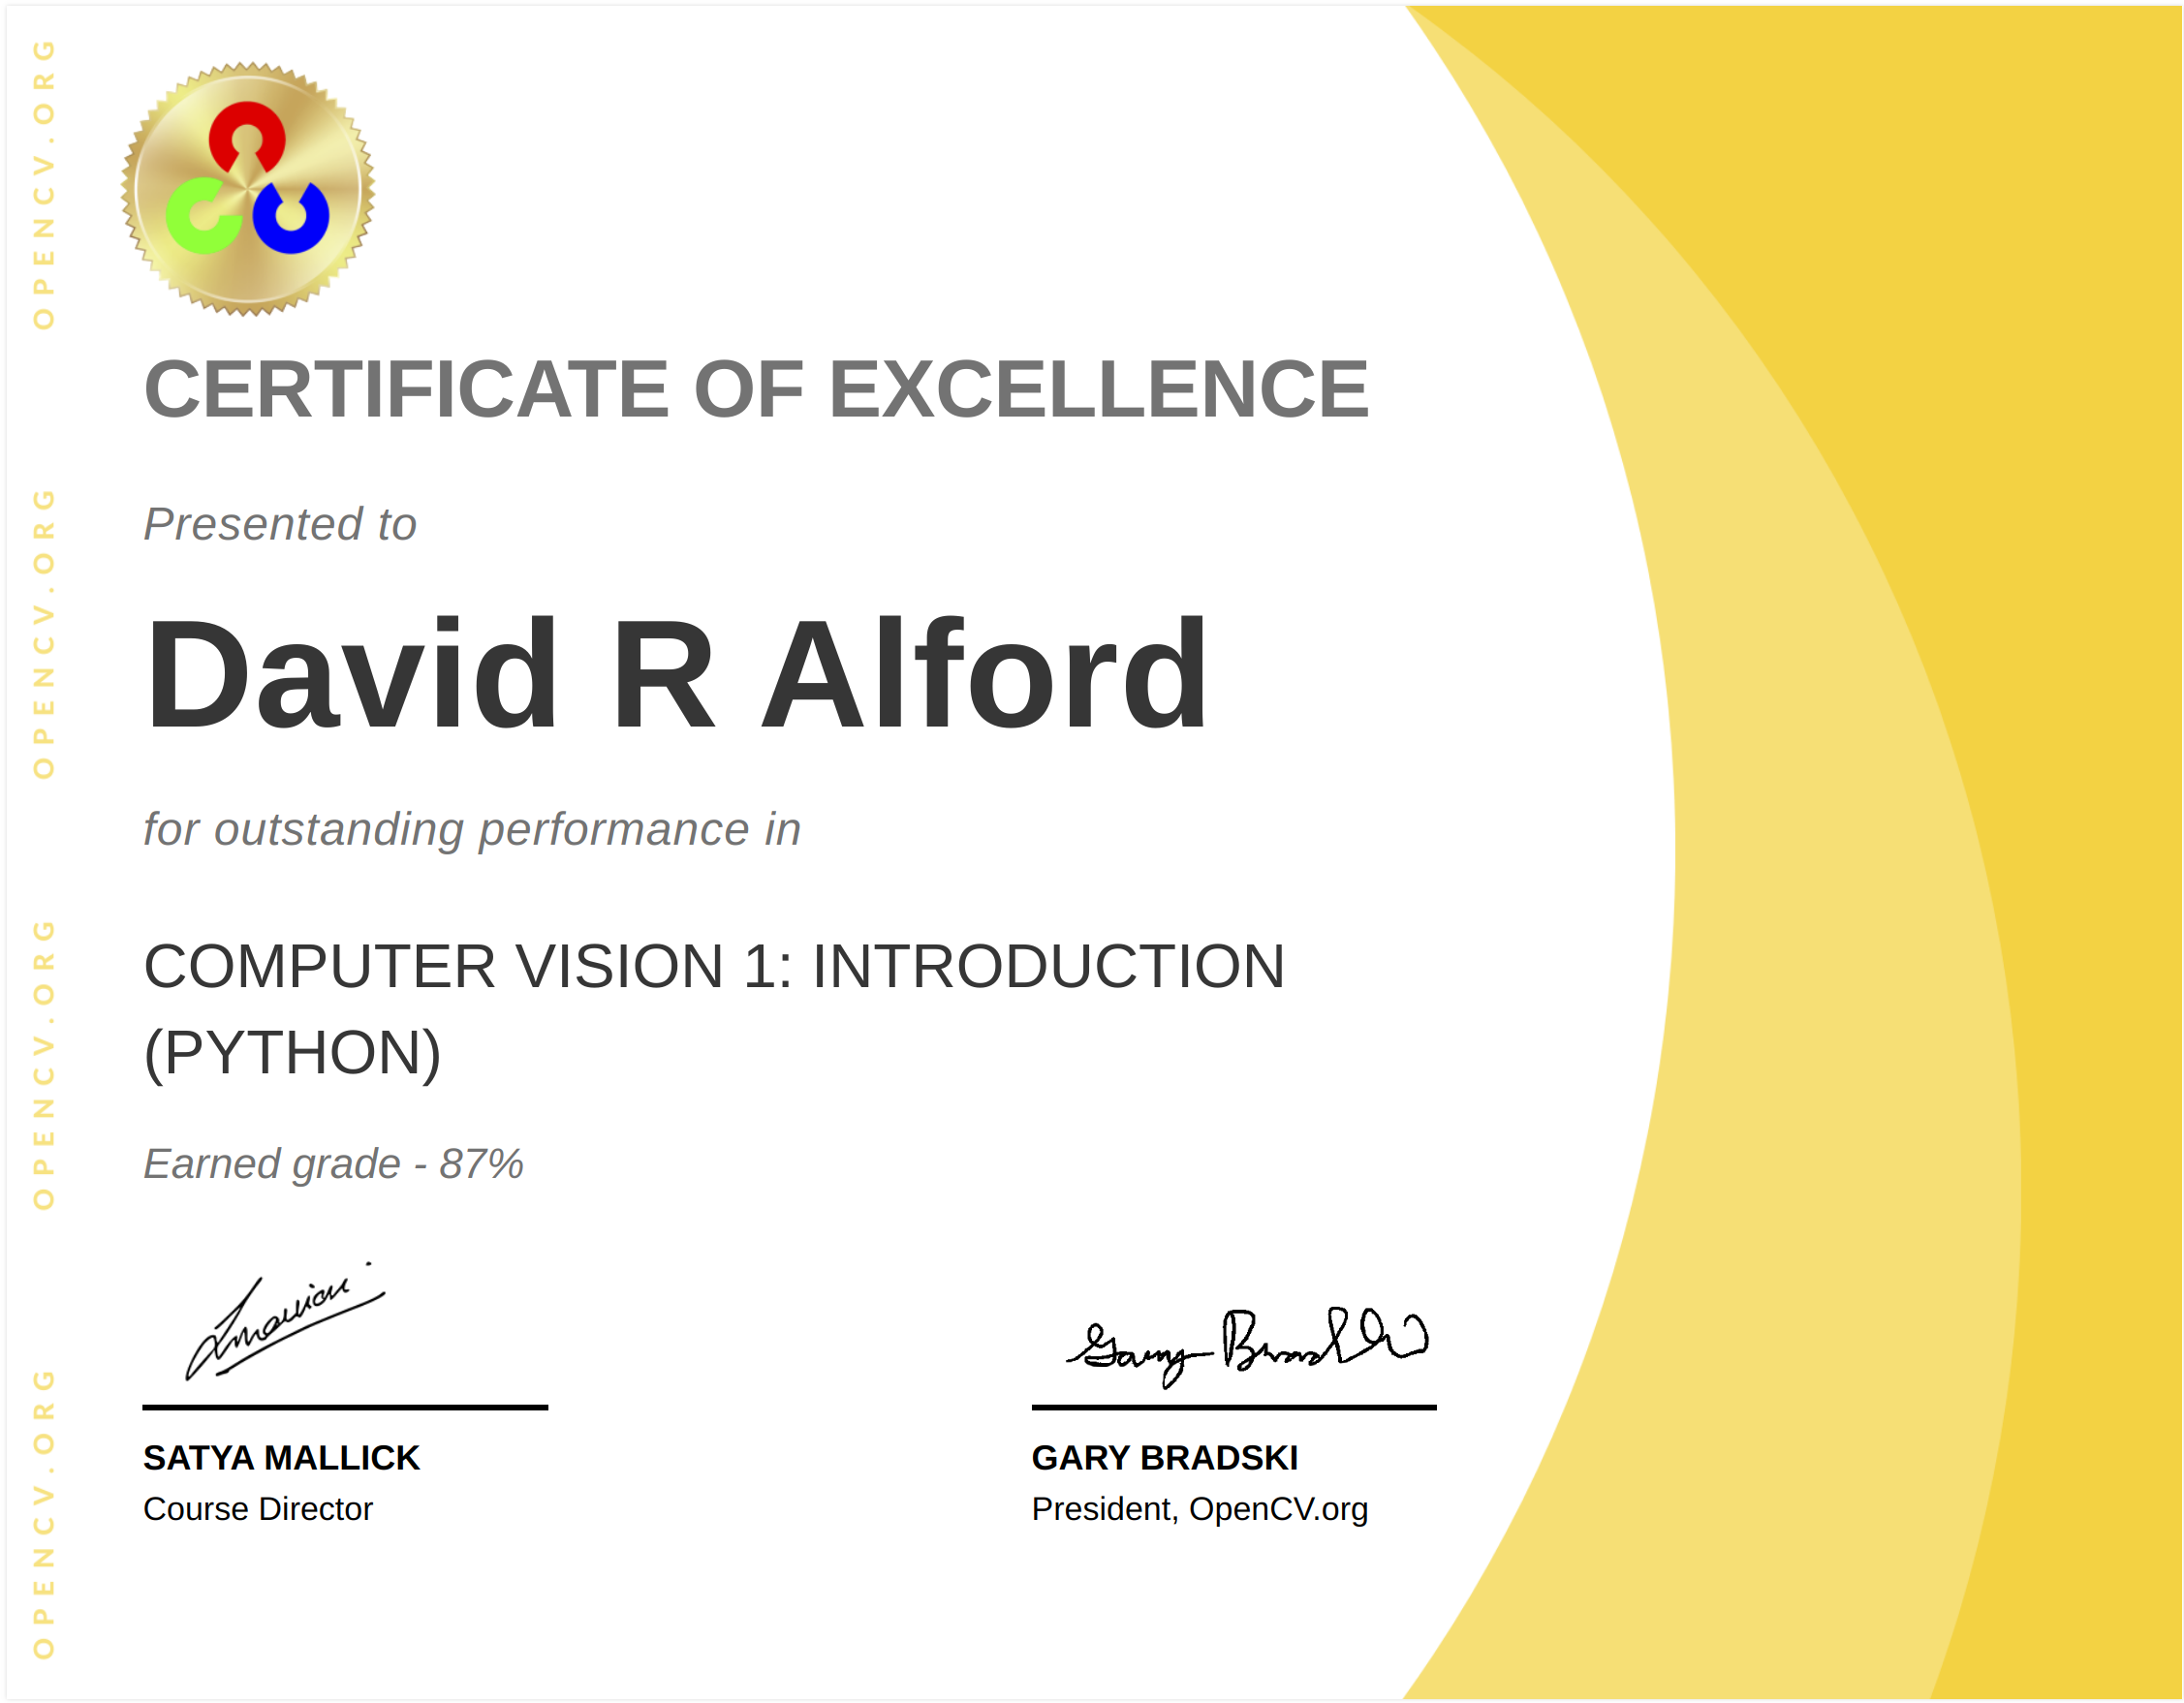 OPENCV.ORG
OPENCV.ORG
OPENCV.ORG
OPENCV.ORG
CERTIFICATE OF EXCELLENCE
Presented to
David R Alford
for outstanding performance in
COMPUTER VISION 1: INTRODUCTION
(PYTHON)
Earned grade - 87%
Gary Bradski
SATYA MALLICK
Course Director
GARY BRADSKI
President, OpenCV.org